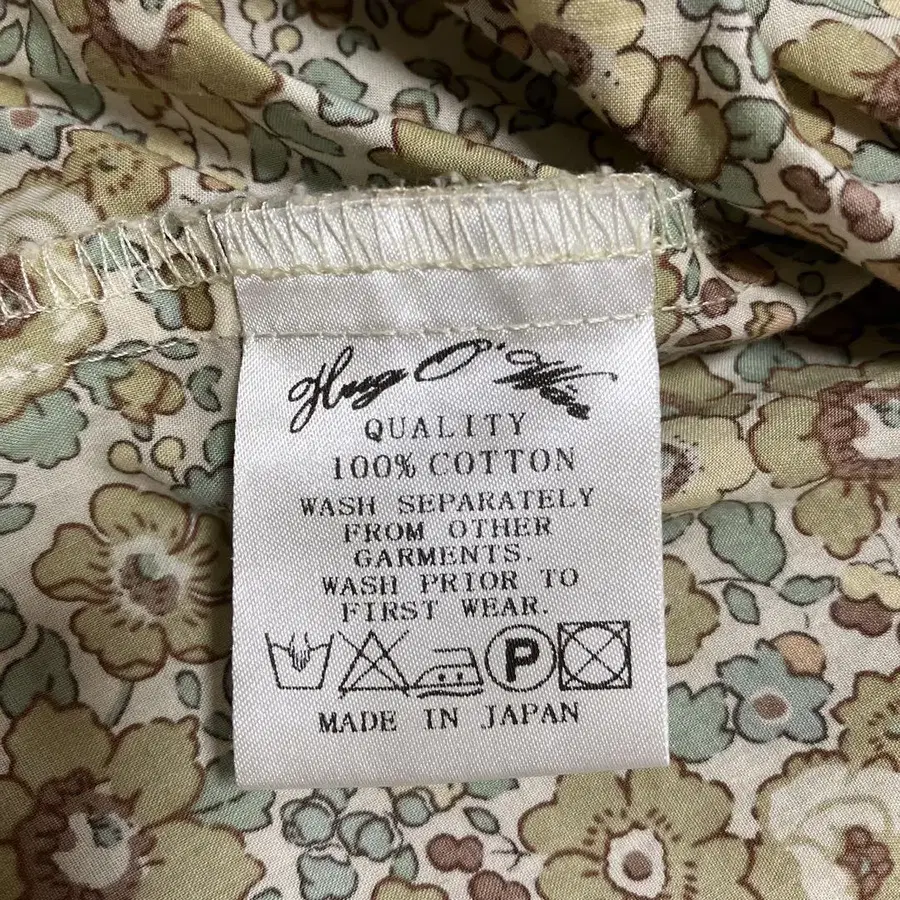 Hug O' War
QUALITY
100% COTTON
WASH SEPARATELY
FROM OTHER
GARMENTS.
WASH PRIOR TO
FIRST WEAR.
P
MADE IN JAPAN